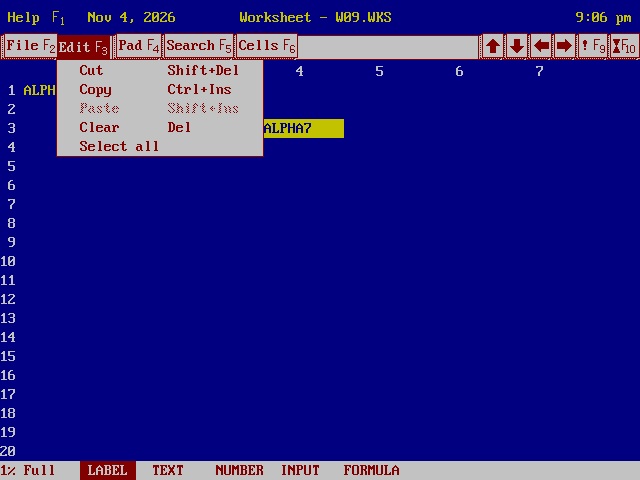 Help F1 Nov 4, 2026 Worksheet - W09.WKS 9:06 pm
File F2 Edit F3 Pad F4 Search F5 Cells F6 ! F9 F10
4 5 6 7
Cut Shift+Del
1 ALPH Copy Ctrl+Ins
2 Paste Shift+Ins
3 Clear Del ALPHA7
4 Select all
5
6
7
8
9
10
11
12
13
14
15
16
17
18
19
20
1% Full LABEL TEXT NUMBER INPUT FORMULA